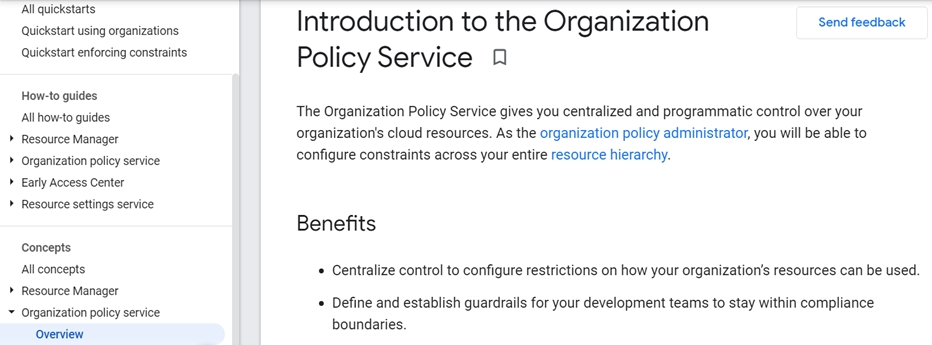 All quickstarts
Quickstart using organizations
Quickstart enforcing constraints
How-to guides
All how-to guides
Resource Manager
Organization policy service
Early Access Center
Resource settings service
Concepts
All concepts
Resource Manager
Organization policy service
Overview
Introduction to the Organization
Policy Service
Send feedback
The Organization Policy Service gives you centralized and programmatic control over your
organization's cloud resources. As the organization policy administrator, you will be able to
configure constraints across your entire resource hierarchy.
Benefits
• Centralize control to configure restrictions on how your organization’s resources can be used.
• Define and establish guardrails for your development teams to stay within compliance
boundaries.